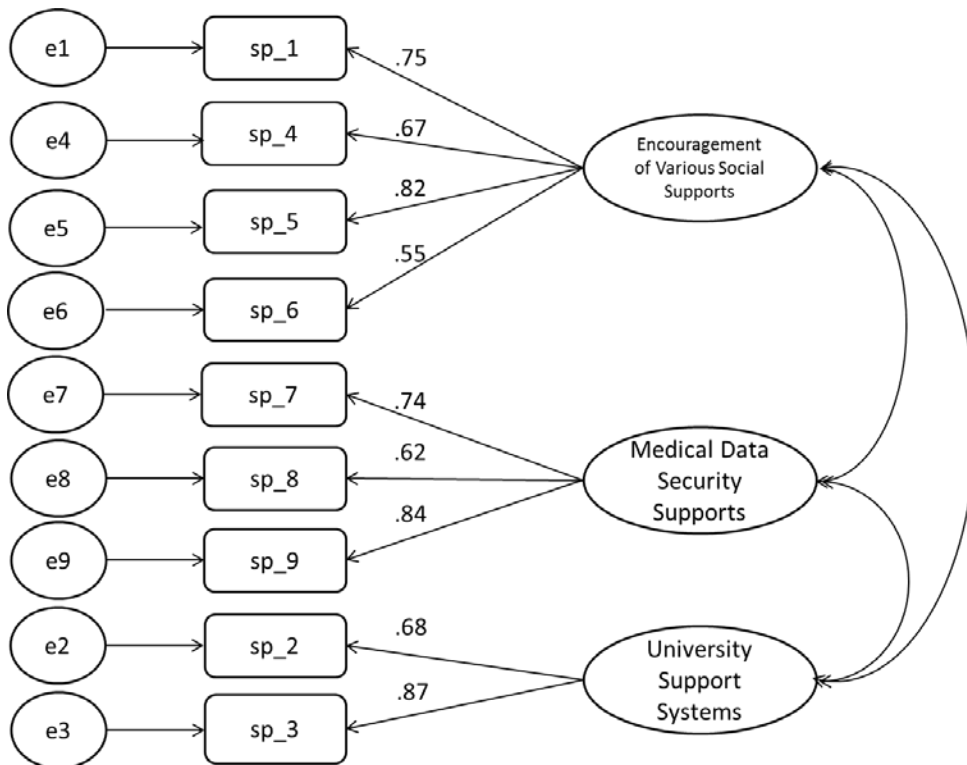 e1
sp_1
.75
e4
sp_4
.67
Encouragement
of Various Social
Supports
e5
sp_5
.82
e6
sp_6
.55
e7
sp_7
.74
e8
sp_8
.62
Medical Data
Security
Supports
e9
sp_9
.84
e2
sp_2
.68
University
Support
Systems
e3
sp_3
.87